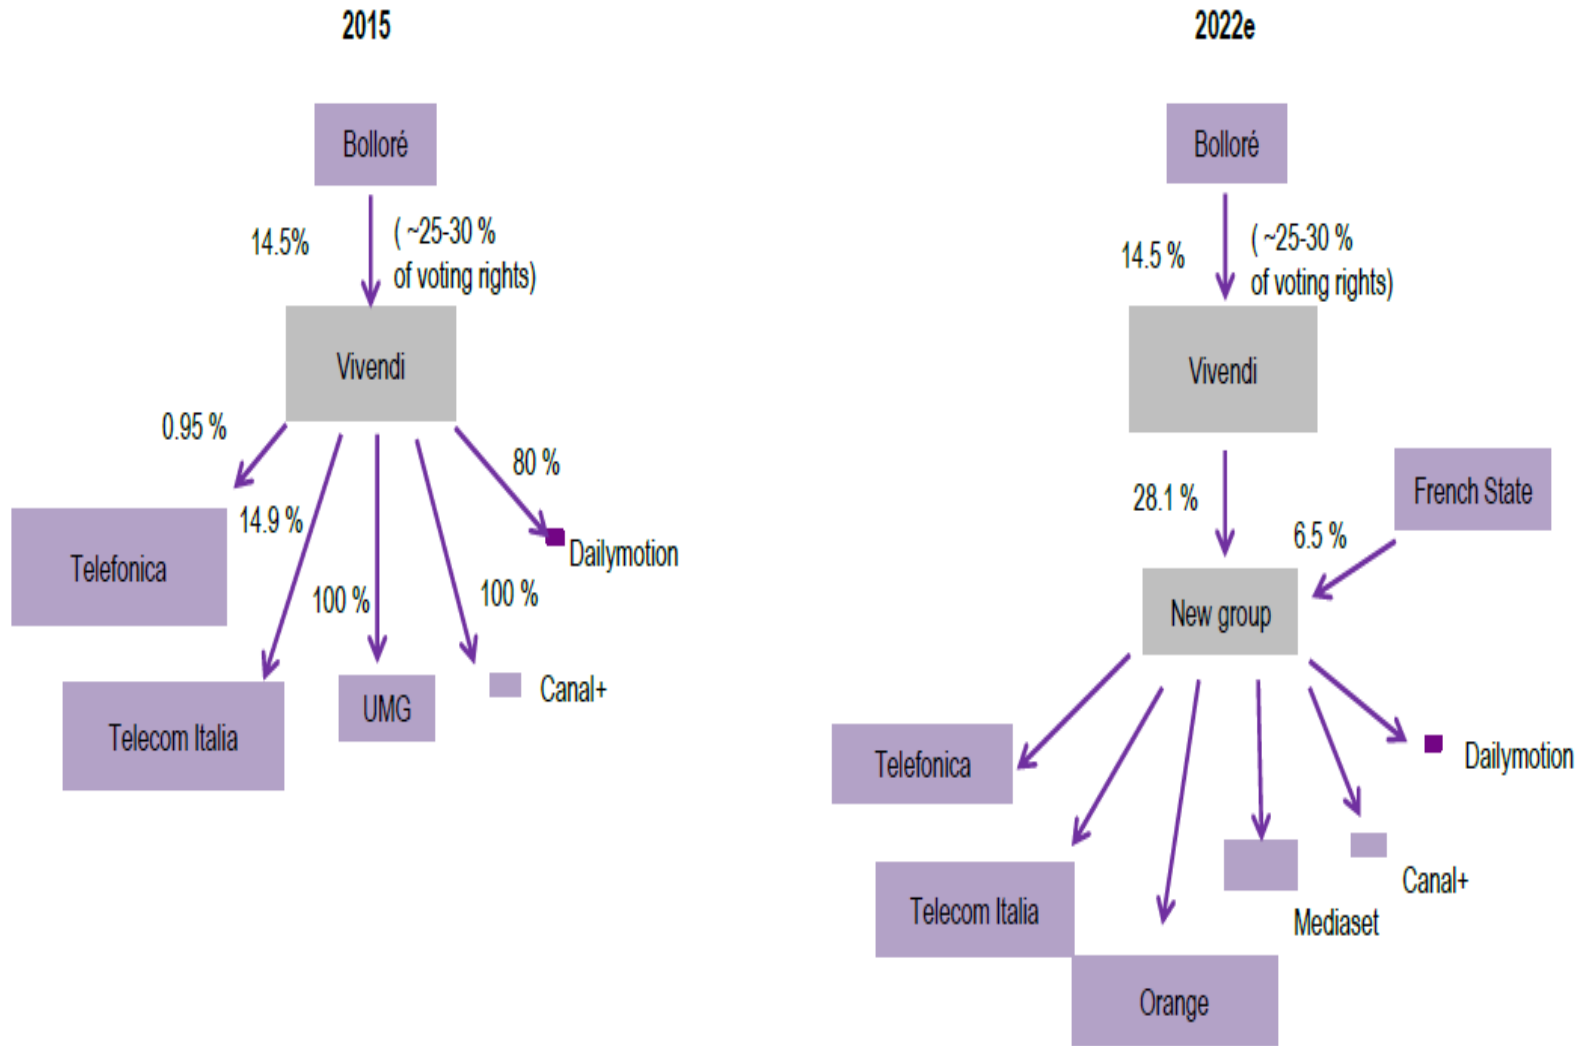 2015
Bolloré
14.5%
( ~25-30 %
of voting rights)
Vivendi
0.95 %
80 %
14.9 %
Telefonica
Dailymotion
100 %
100 %
UMG
Canal+
Telecom Italia
2022e
Bolloré
14.5 %
( ~25-30 %
of voting rights)
Vivendi
28.1 %
French State
6.5 %
New group
Telefonica
Dailymotion
Canal+
Telecom Italia
Mediaset
Orange